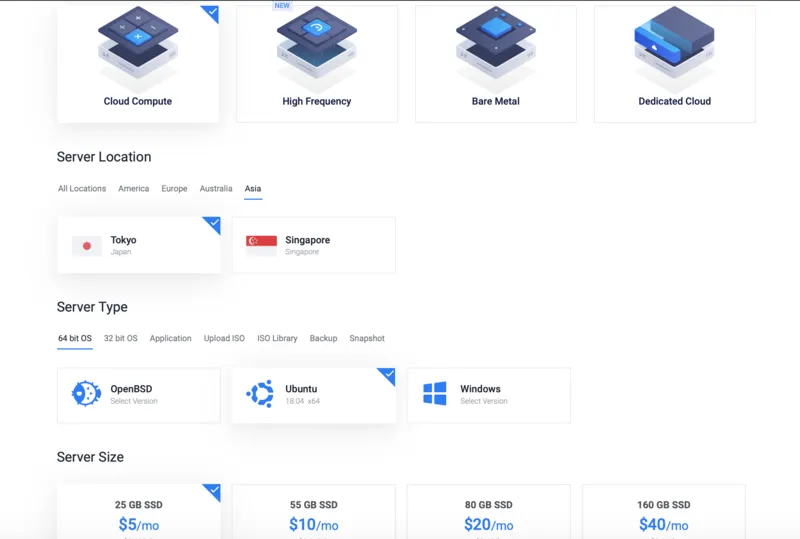 NEW
Cloud Compute
High Frequency
Bare Metal
Dedicated Cloud
Server Location
All Locations America Europe Australia Asia
Tokyo
Japan
Singapore
Singapore
Server Type
64 bit OS 32 bit OS Application Upload ISO ISO Library Backup Snapshot
OpenBSD
Select Version
Ubuntu
18.04 x64
Windows
Select Version
Server Size
25 GB SSD
$5/mo
55 GB SSD
$10/mo
80 GB SSD
$20/mo
160 GB SSD
$40/mo